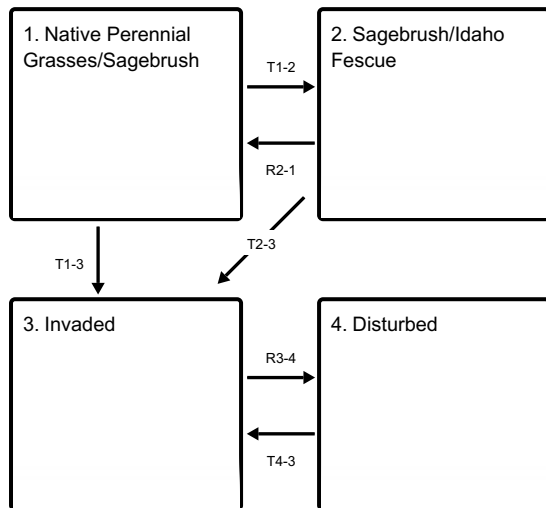 1. Native Perennial
Grasses/Sagebrush
T1-2
2. Sagebrush/Idaho
Fescue
R2-1
T1-3
T2-3
3. Invaded
R3-4
4. Disturbed
T4-3